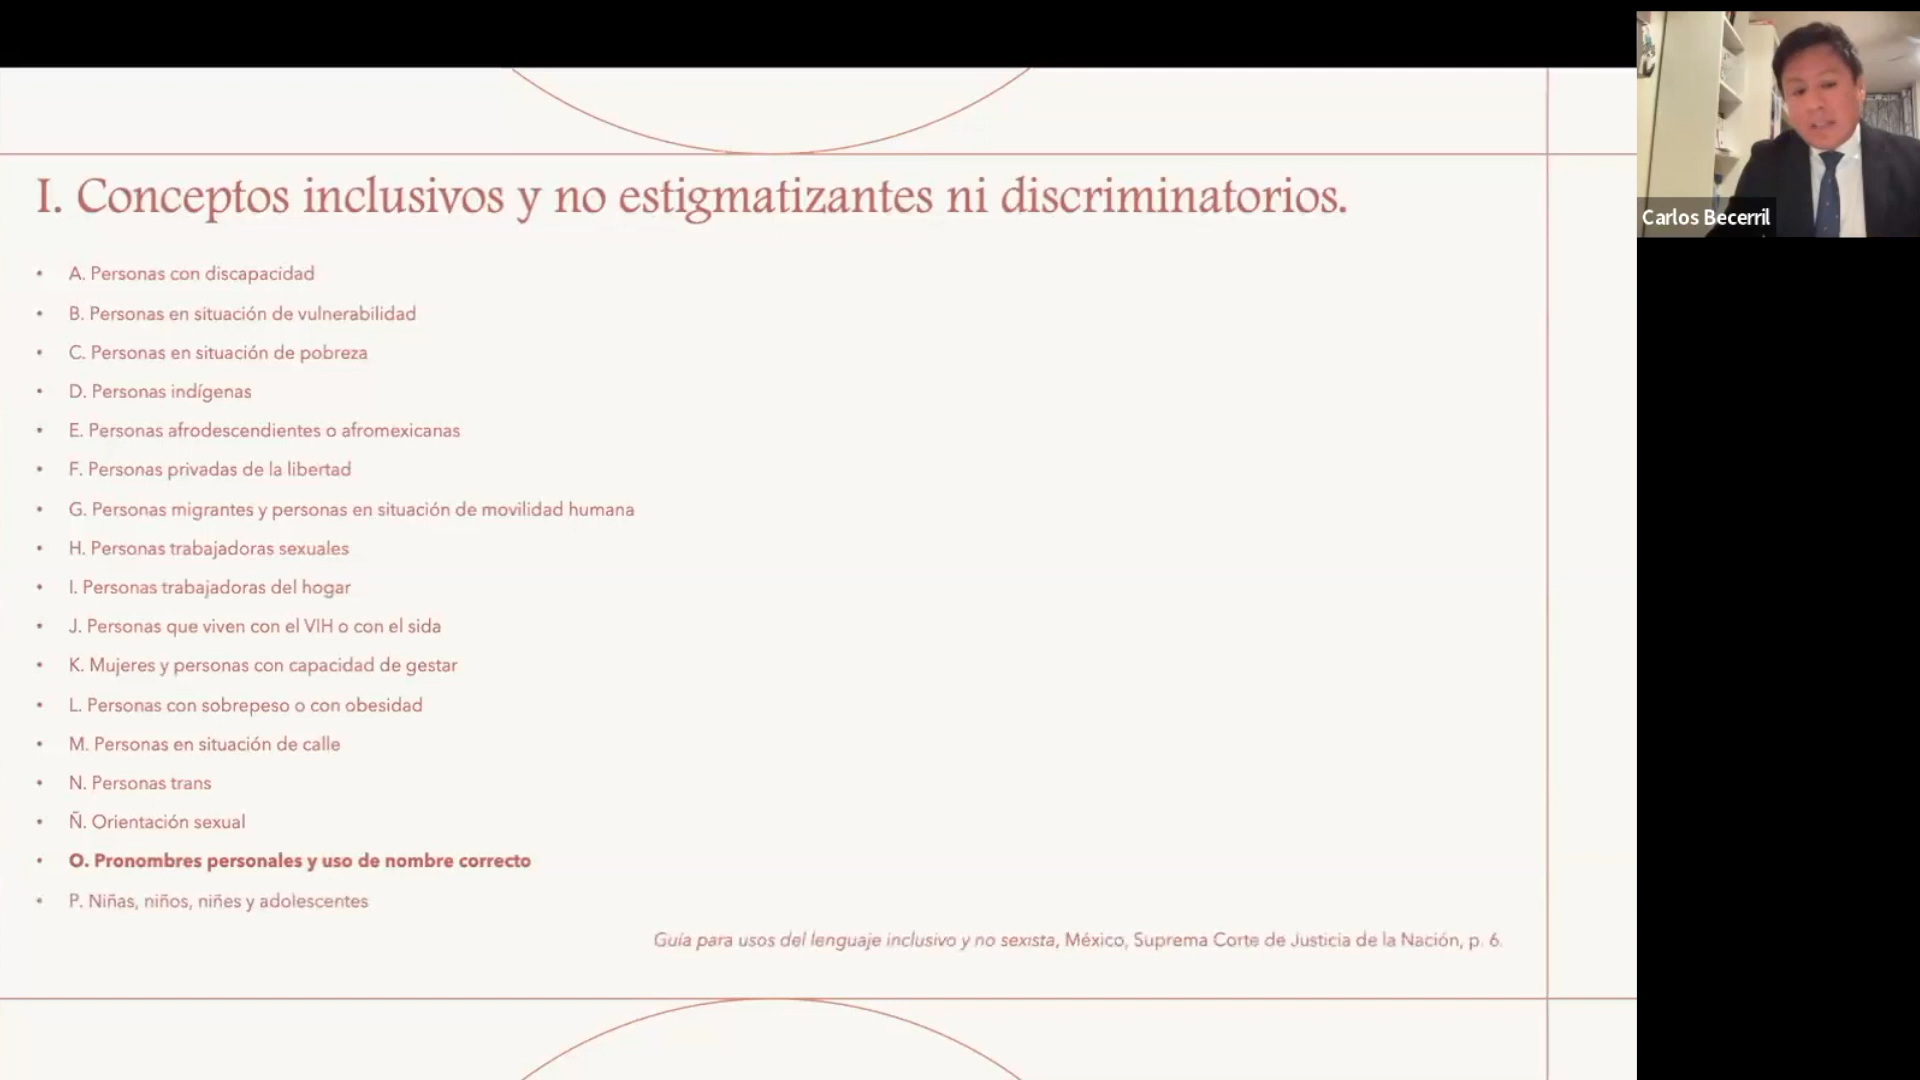 I. Conceptos inclusivos y no estigmatizantes ni discriminatorios.
• A. Personas con discapacidad
• B. Personas en situación de vulnerabilidad
• C. Personas en situación de pobreza
• D. Personas indígenas
• E. Personas afrodescendientes o afromexicanas
• F. Personas privadas de la libertad
• G. Personas migrantes y personas en situación de movilidad humana
• H. Personas trabajadoras sexuales
• I. Personas trabajadoras del hogar
• J. Personas que viven con el VIH o con el sida
• K. Mujeres y personas con capacidad de gestar
• L. Personas con sobrepeso o con obesidad
• M. Personas en situación de calle
• N. Personas trans
• Ñ. Orientación sexual
• O. Pronombres personales y uso de nombre correcto
• P. Niñas, niños, niñes y adolescentes
Guía para usos del lenguaje inclusivo y no sexista, México, Suprema Corte de Justicia de la Nación, p. 6.
Carlos Becerril